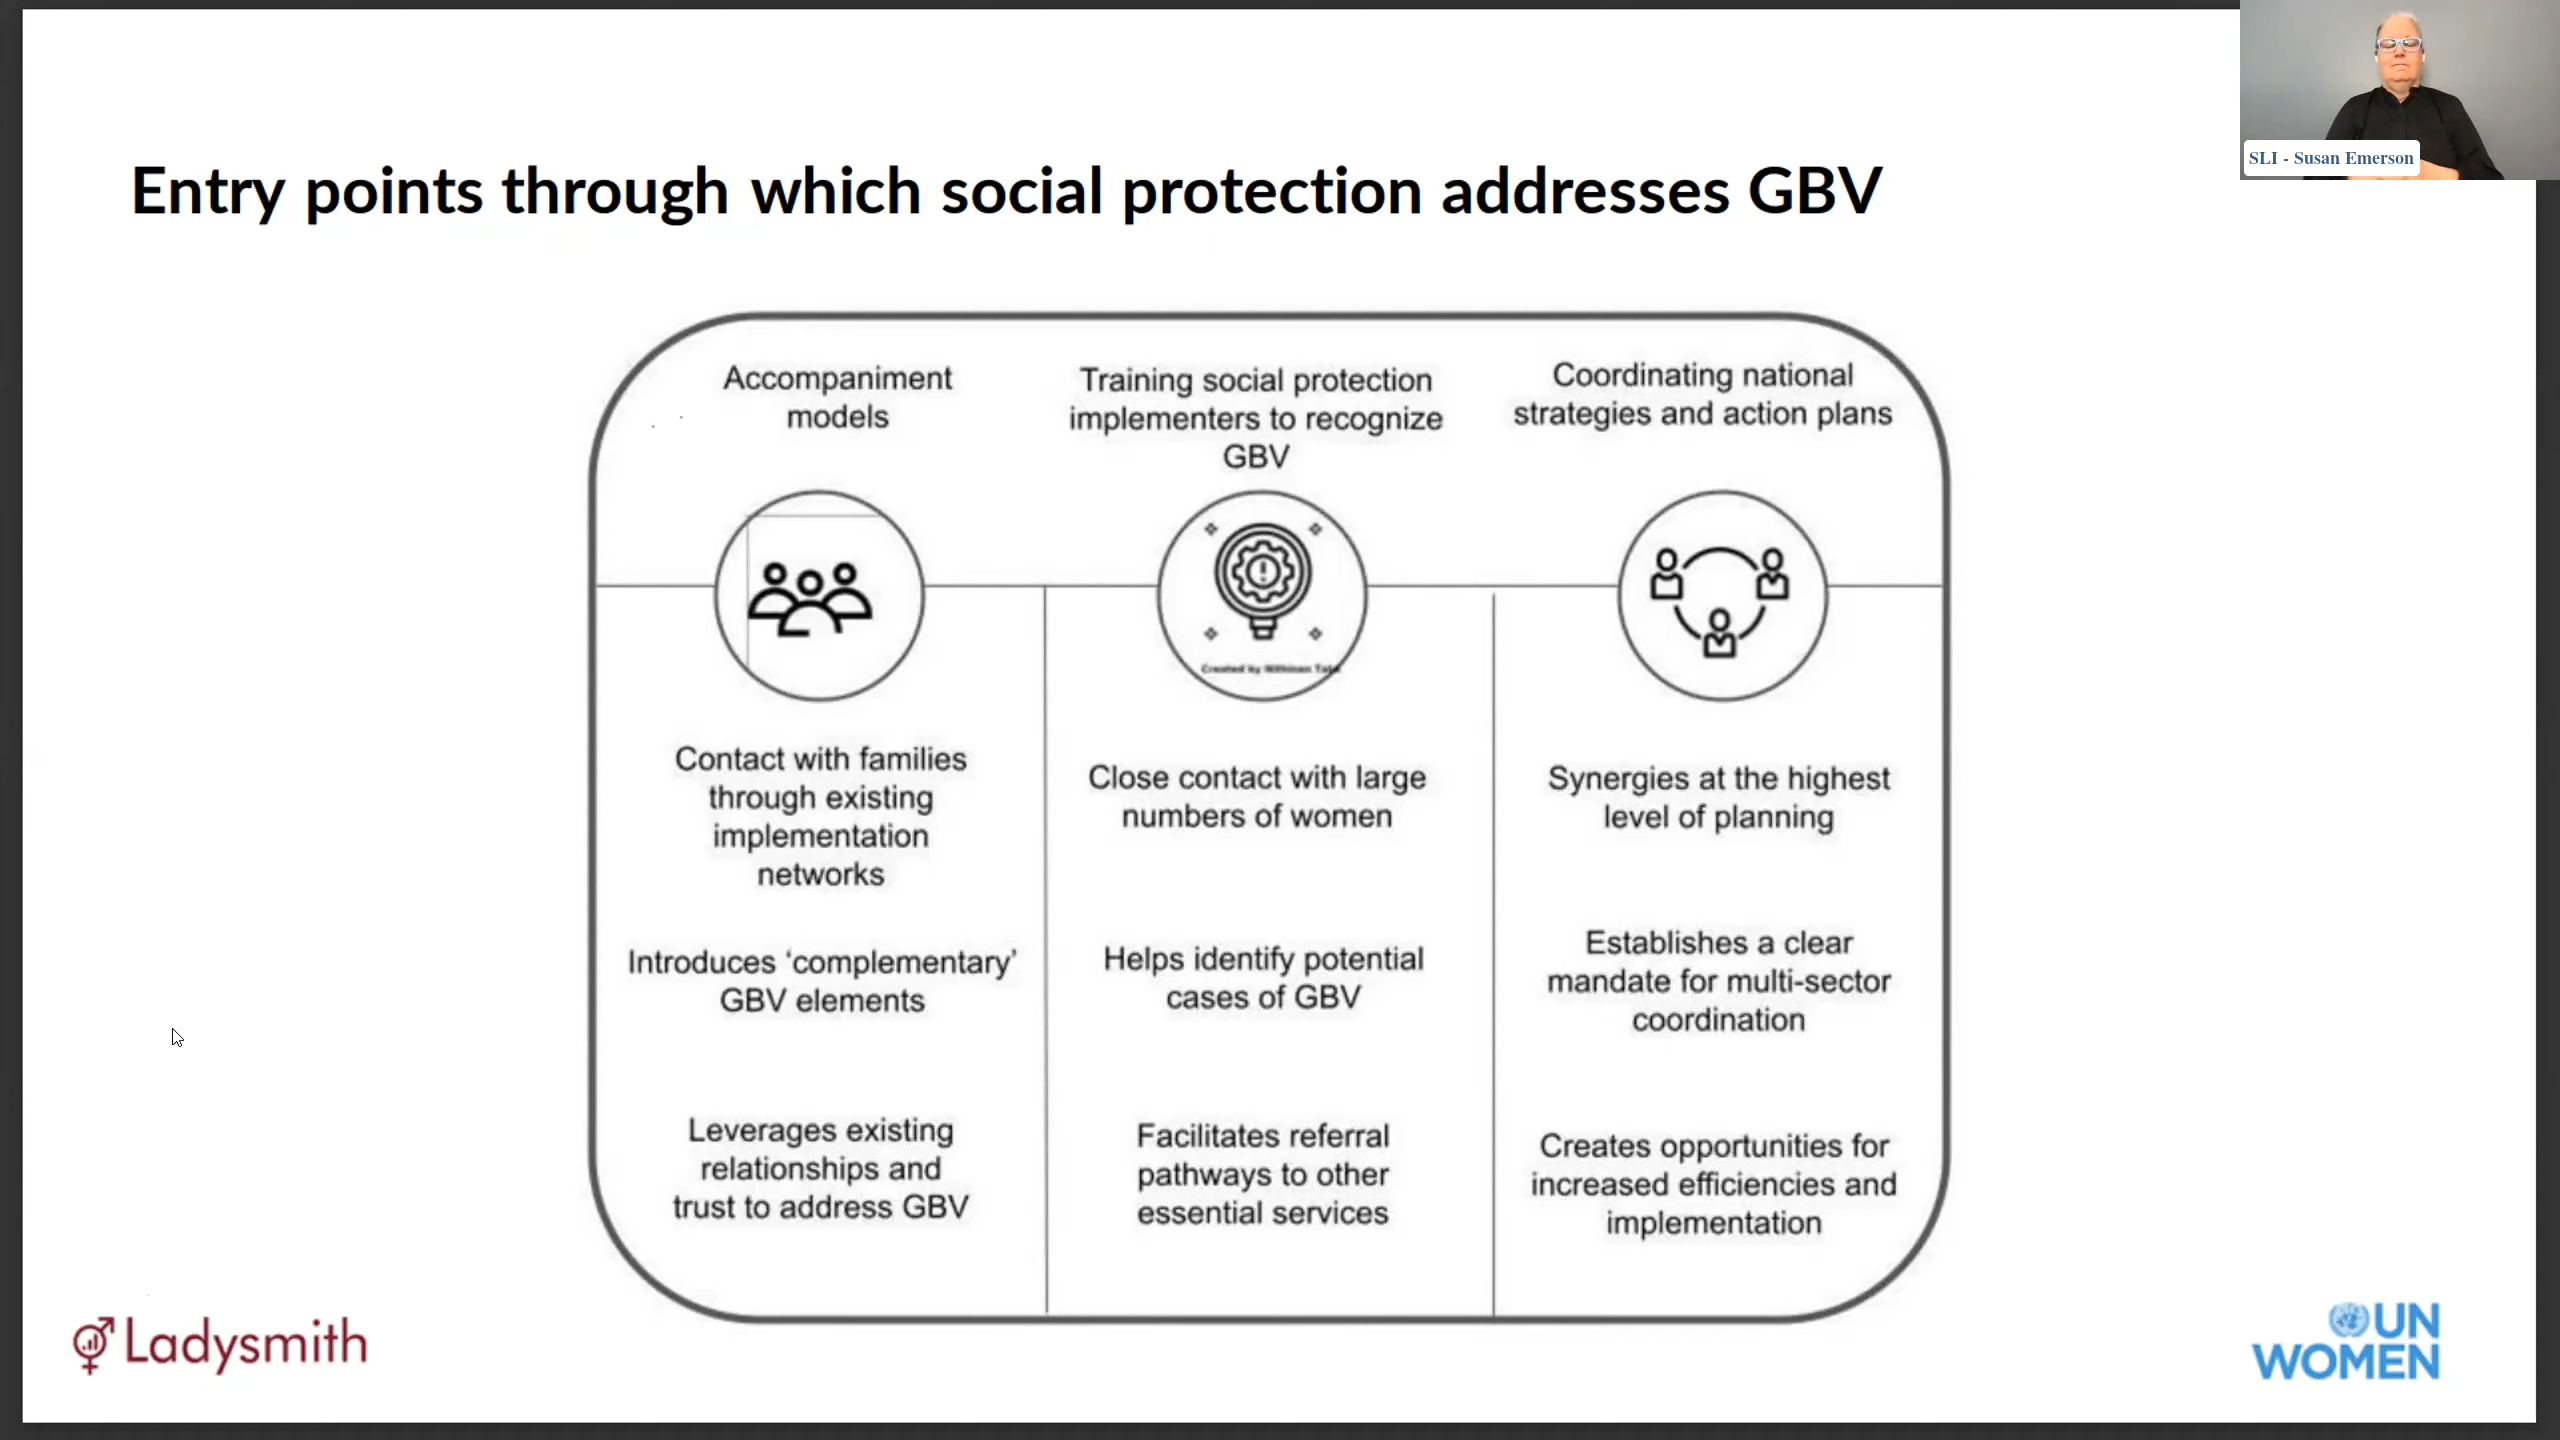 SLI - Susan Emerson
Entry points through which social protection addresses GBV
Accompaniment
models
Training social protection
implementers to recognize
GBV
Coordinating national
strategies and action plans
Created by
Contact with families
through existing
implementation
networks
Introduces ‘complementary’
GBV elements
Leverages existing
relationships and
trust to address GBV
Close contact with large
numbers of women
Helps identify potential
cases of GBV
Facilitates referral
pathways to other
essential services
Synergies at the highest
level of planning
Establishes a clear
mandate for multi-sector
coordination
Creates opportunities for
increased efficiencies and
implementation
Ladysmith
UN
WOMEN